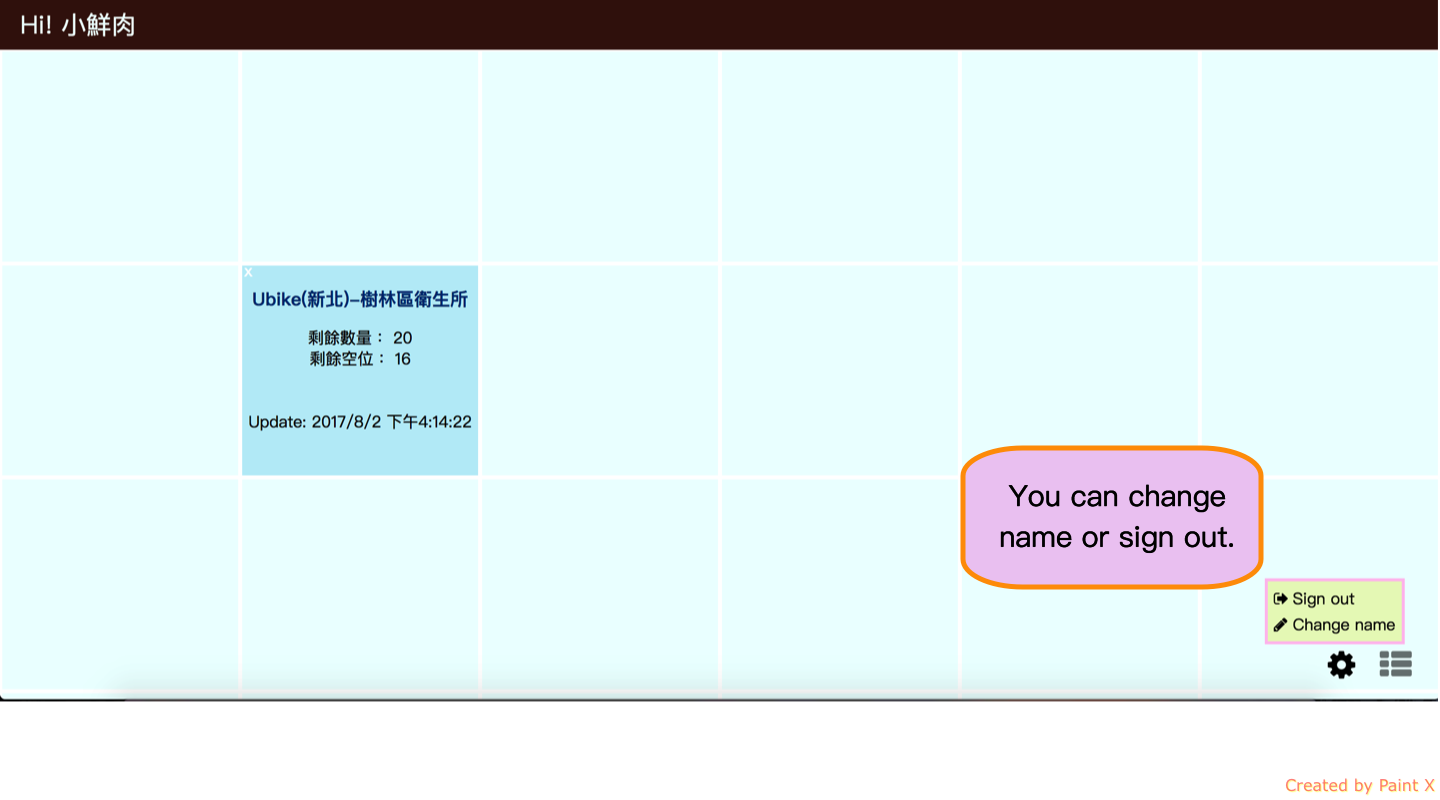 Hi! 小鮮肉
X
Ubike(新北)–樹林區衛生所
剩餘數量： 20
剩餘空位： 16
Update: 2017/8/2 下午4:14:22
You can change
name or sign out.
Sign out
Change name
Created by Paint X